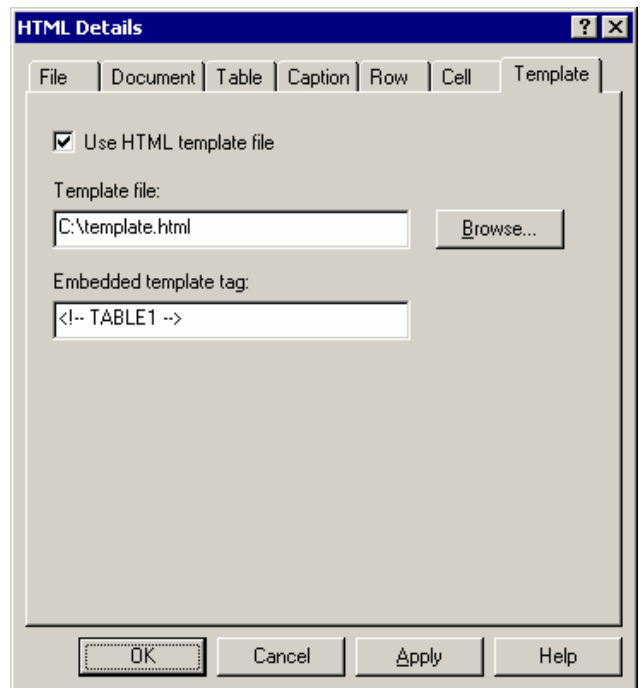 HTML Details
File Document Table Caption Row Cell Template
Use HTML template file
Template file:
C:\template.html Browse...
Embedded template tag:
<!-- TABLE1 -->
OK Cancel Apply Help